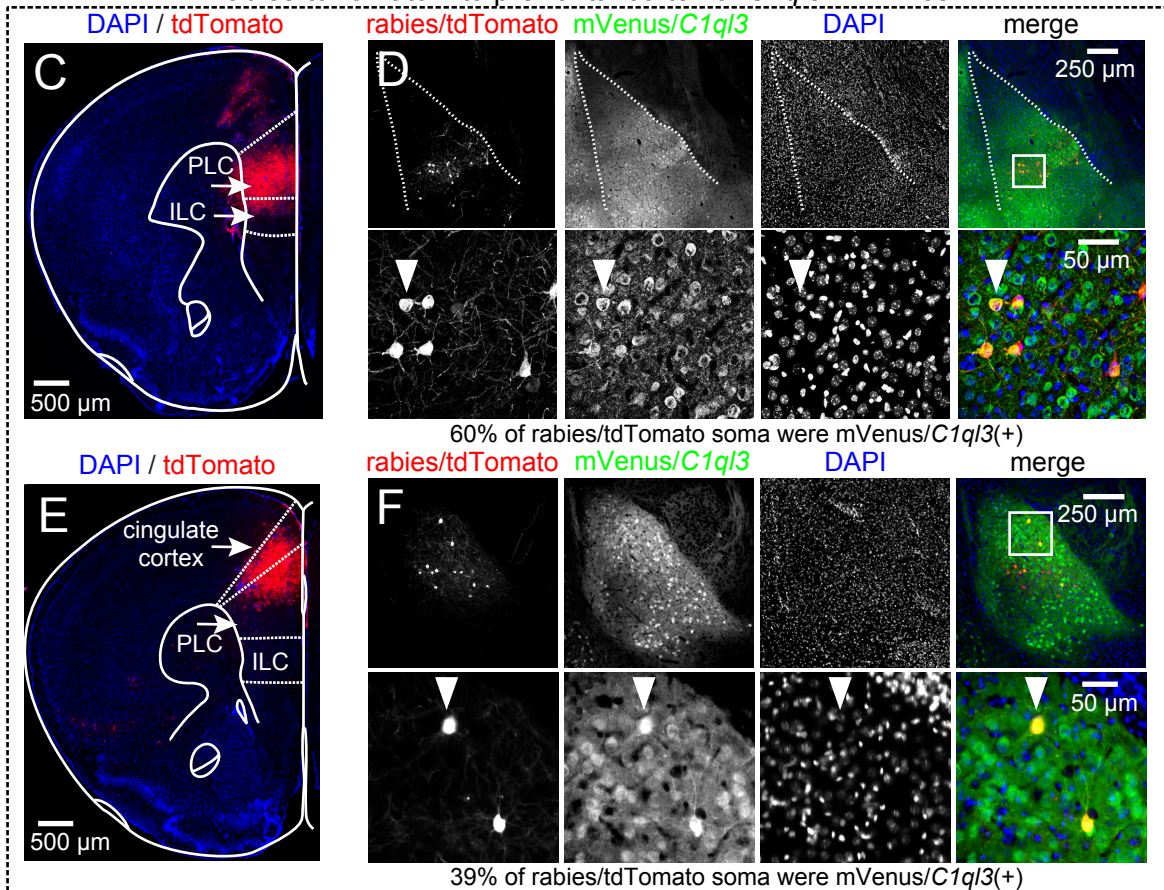 C
DAPI / tdTomato
PLC
ILC
500 µm
D
rabies/tdTomato
mVenus/C1ql3
DAPI
merge
250 µm
50 µm
60% of rabies/tdTomato soma were mVenus/C1ql3(+)
E
DAPI / tdTomato
cingulate
cortex
PLC
ILC
500 µm
F
rabies/tdTomato
mVenus/C1ql3
DAPI
merge
250 µm
50 µm
39% of rabies/tdTomato soma were mVenus/C1ql3(+)